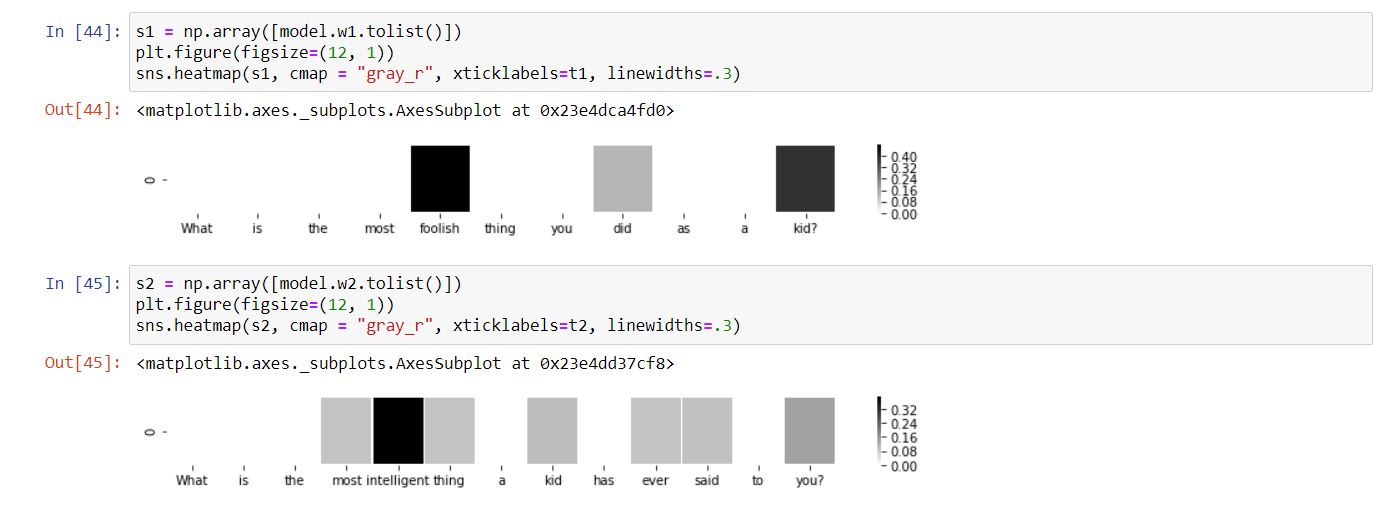 In [44]: s1 = np.array([model.w1.tolist()])
plt.figure(figsize=(12, 1))
sns.heatmap(s1, cmap = "gray_r", xticklabels=t1, linewidths=.3)
Out[44]: <matplotlib.axes._subplots.AxesSubplot at 0x23e4dca4fd0>
0
0.40
0.32
0.24
0.16
0.08
0.00
What is the most foolish thing you did as a kid?
In [45]: s2 = np.array([model.w2.tolist()])
plt.figure(figsize=(12, 1))
sns.heatmap(s2, cmap = "gray_r", xticklabels=t2, linewidths=.3)
Out[45]: <matplotlib.axes._subplots.AxesSubplot at 0x23e4dd37cf8>
0
0.32
0.24
0.16
0.08
0.00
What is the most intelligent thing a kid has ever said to you?